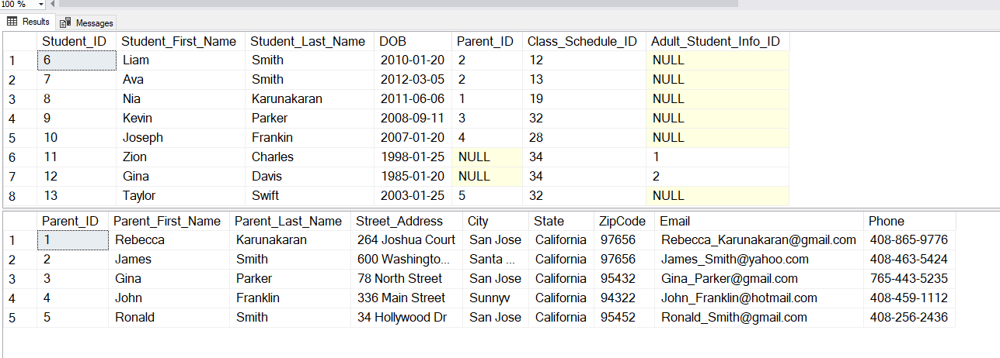 100 %
Results Messages
Student_ID Student_First_Name Student_Last_Name DOB Parent_ID Class_Schedule_ID Adult_Student_Info_ID
1 6 Liam Smith 2010-01-20 2 12 NULL
2 7 Ava Smith 2012-03-05 2 13 NULL
3 8 Nia Karunakaran 2011-06-06 1 19 NULL
4 9 Kevin Parker 2008-09-11 3 32 NULL
5 10 Joseph Frankin 2007-01-20 4 28 NULL
6 11 Zion Charles 1998-01-25 NULL 34 1
7 12 Gina Davis 1985-01-20 NULL 34 2
8 13 Taylor Swift 2003-01-25 5 32 NULL
Parent_ID Parent_First_Name Parent_Last_Name Street_Address City State ZipCode Email Phone
1 1 Rebecca Karunakaran 264 Joshua Court San Jose California 97656 Rebecca_Karunakaran@gmail.com 408-865-9776
2 2 James Smith 600 Washingto... Santa ... California 97656 James_Smith@yahoo.com 408-463-5424
3 3 Gina Parker 78 North Street San Jose California 95432 Gina_Parker@gmail.com 765-443-5235
4 4 John Franklin 336 Main Street Sunnyv California 94322 John_Franklin@hotmail.com 408-459-1112
5 5 Ronald Smith 34 Hollywood Dr San Jose California 95452 Ronald_Smith@gmail.com 408-256-2436